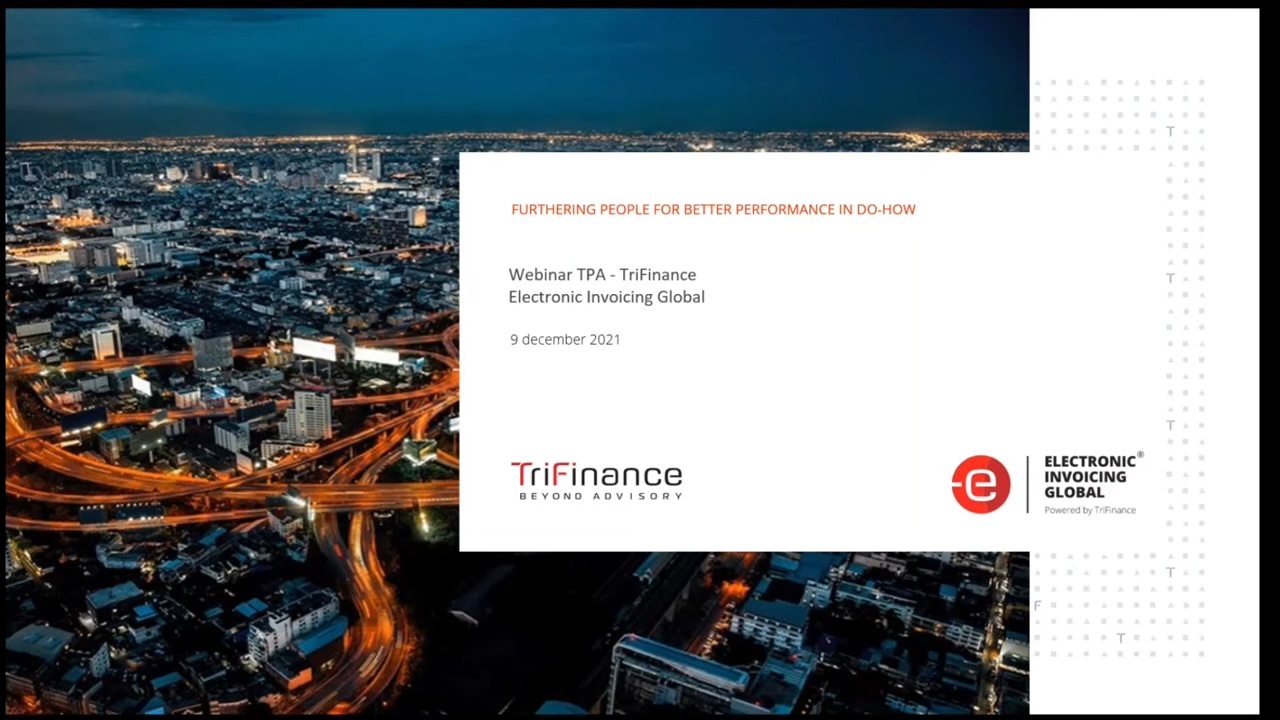 FURTHERING PEOPLE FOR BETTER PERFORMANCE IN DO-HOW
Webinar TPA - TriFinance
Electronic Invoicing Global
9 december 2021
TriFinance
BEYOND ADVISORY
e
ELECTRONIC®
INVOICING
GLOBAL
Powered by TriFinance
T
T
T
T
F
T